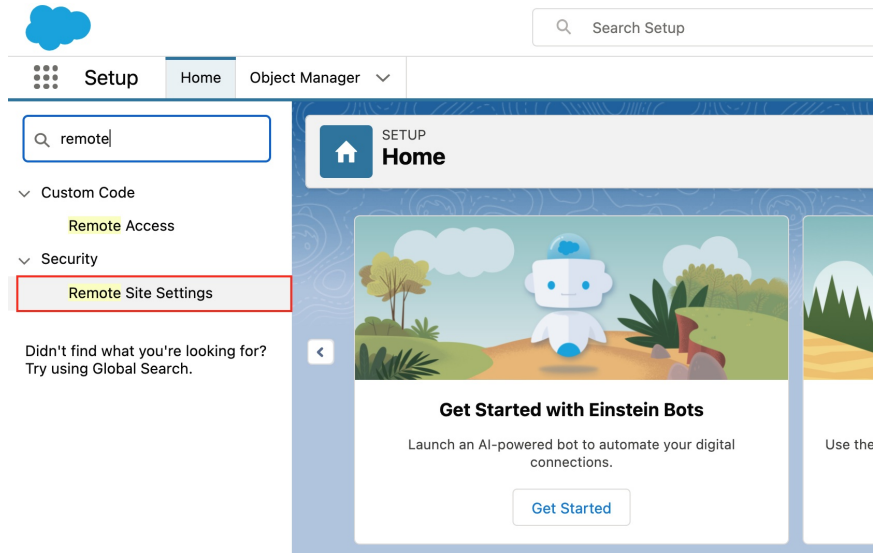 Search Setup
Setup
Home
Object Manager
remote
Custom Code
Remote Access
Security
Remote Site Settings
Didn't find what you're looking for?
Try using Global Search.
SETUP
Home
Get Started with Einstein Bots
Launch an AI-powered bot to automate your digital
connections.
Get Started
Use the